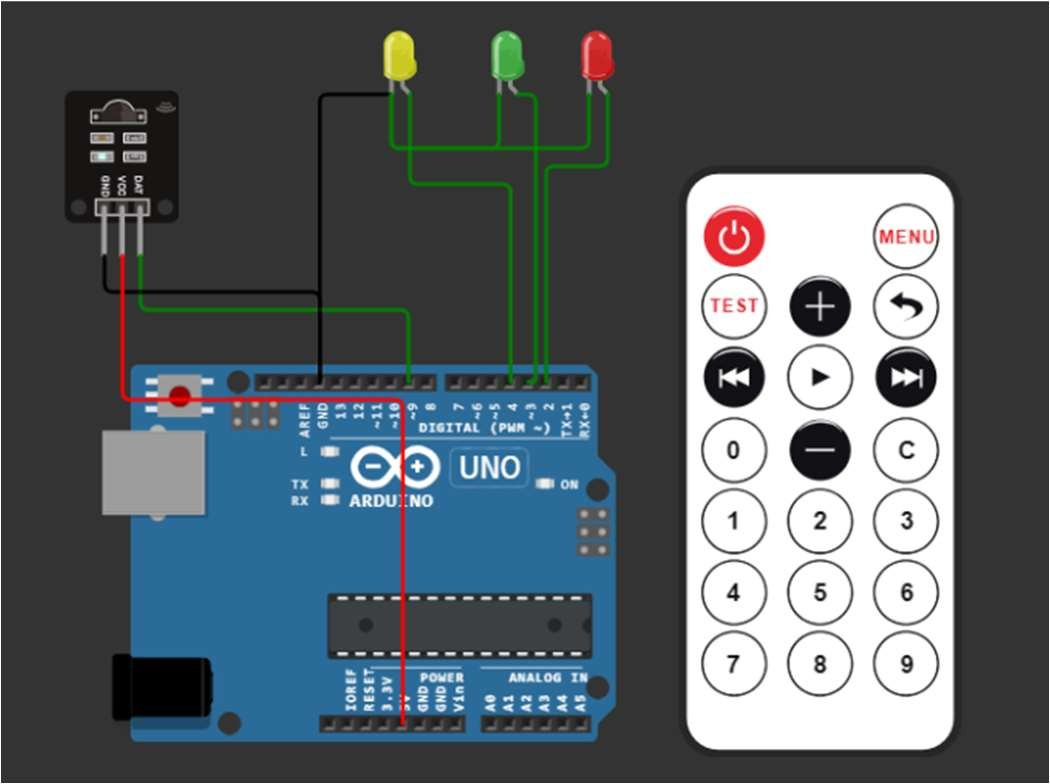 GND
VCC
DAT
MENU
TEST
0
C
1
2
3
4
5
6
7
8
9
AREF
GND
13
12
~11
~10
~9
8
7
~6
~5
4
~3
2
TX→1
RX←0
DIGITAL (PWM ~)
L
TX
RX
UNO
ON
ARDUINO
IOREF
RESET
3.3V
5V
GND
GND
Vin
POWER
ANALOG IN
A0
A1
A2
A3
A4
A5